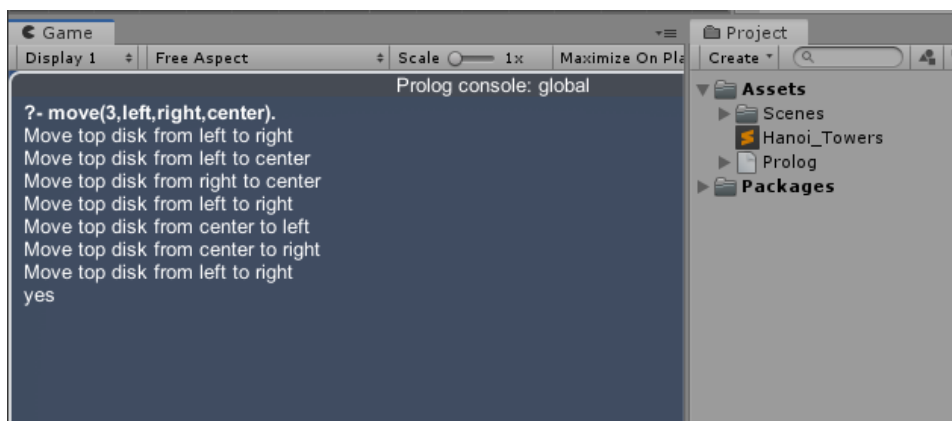 Game
Display 1 Free Aspect Scale 1x Maximize On Pla
Prolog console: global
?- move(3,left,right,center).
Move top disk from left to right
Move top disk from left to center
Move top disk from right to center
Move top disk from left to right
Move top disk from center to left
Move top disk from center to right
Move top disk from left to right
yes
Project
Create
Assets
Scenes
Hanoi_Towers
Prolog
Packages